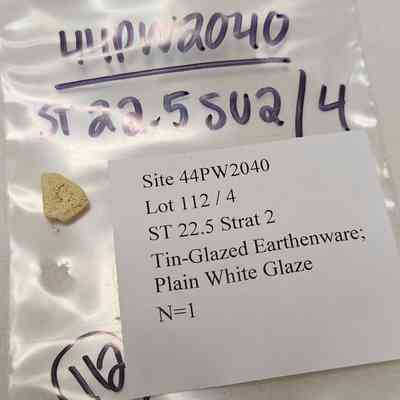 44PW2040
ST 22.5 SU2/4
Site 44PW2040
Lot 112 / 4
ST 22.5 Strat 2
Tin-Glazed Earthenware;
Plain White Glaze
N=1